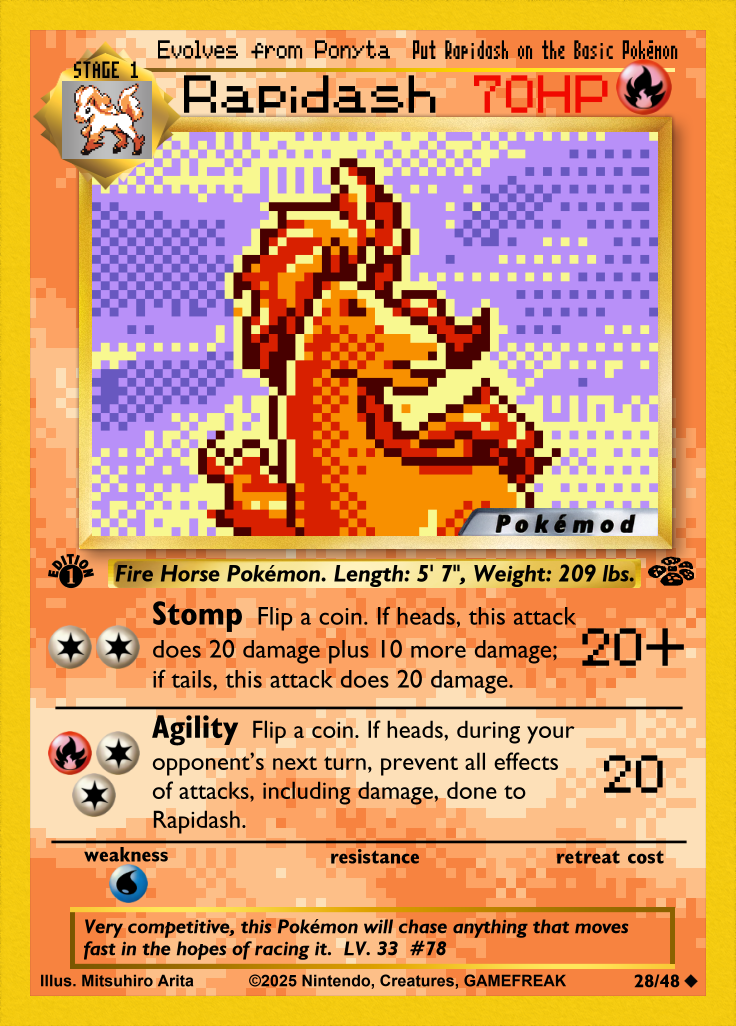 Evolves from Ponyta Put Rapidash on the Basic Pokémon
STAGE 1
Rapidash 70HP
Pokémod
EDITION 1
Fire Horse Pokémon. Length: 5' 7", Weight: 209 lbs.
Stomp Flip a coin. If heads, this attack
does 20 damage plus 10 more damage;
if tails, this attack does 20 damage.
20+
Agility Flip a coin. If heads, during your
opponent's next turn, prevent all effects
of attacks, including damage, done to
Rapidash.
20
weakness resistance retreat cost
Very competitive, this Pokémon will chase anything that moves
fast in the hopes of racing it. LV. 33 #78
Illus. Mitsuhiro Arita ©2025 Nintendo, Creatures, GAMEFREAK 28/48